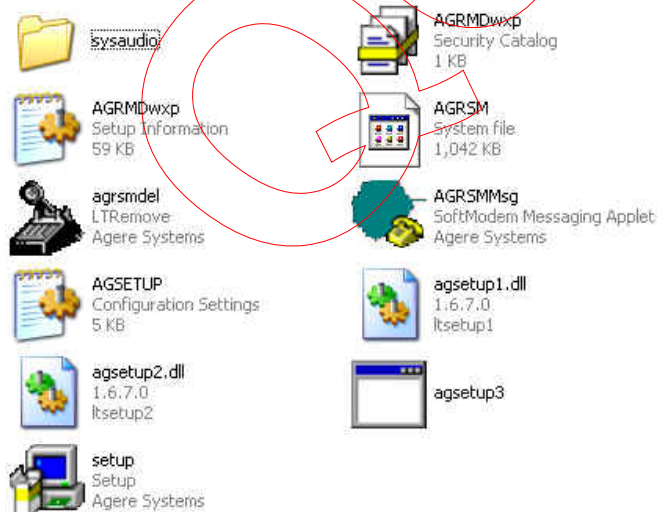 sysaudio
AGRMDwxp
Security Catalog
1 KB
AGRMDwxp
Setup Information
59 KB
AGRSM
System file
1,042 KB
agrsmdel
LTRemove
Agere Systems
AGRSMMsg
SoftModem Messaging Applet
Agere Systems
AGSETUP
Configuration Settings
5 KB
agsetup1.dll
1.6.7.0
ltsetup1
agsetup2.dll
1.6.7.0
ltsetup2
agsetup3
setup
Setup
Agere Systems